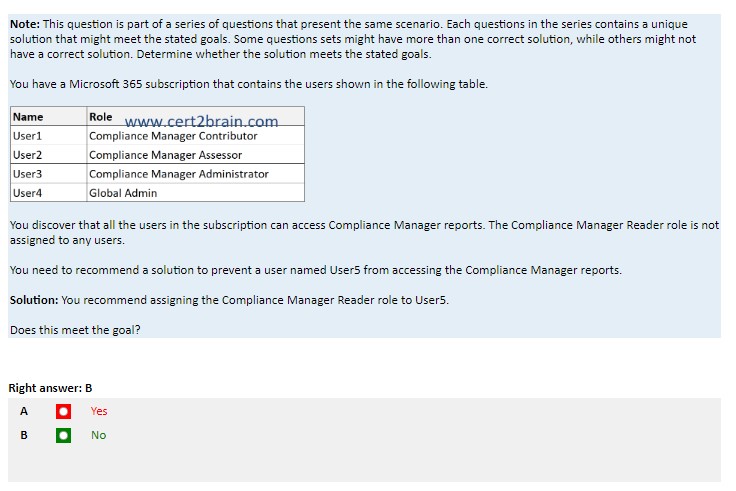 Note: This question is part of a series of questions that present the same scenario. Each questions in the series contains a unique
solution that might meet the stated goals. Some questions sets might have more than one correct solution, while others might not
have a correct solution. Determine whether the solution meets the stated goals.
You have a Microsoft 365 subscription that contains the users shown in the following table.
Name Role www.cert2brain.com
User1 Compliance Manager Contributor
User2 Compliance Manager Assessor
User3 Compliance Manager Administrator
User4 Global Admin
You discover that all the users in the subscription can access Compliance Manager reports. The Compliance Manager Reader role is not
assigned to any users.
You need to recommend a solution to prevent a user named User5 from accessing the Compliance Manager reports.
Solution: You recommend assigning the Compliance Manager Reader role to User5.
Does this meet the goal?
Right answer: B
A Yes
B No